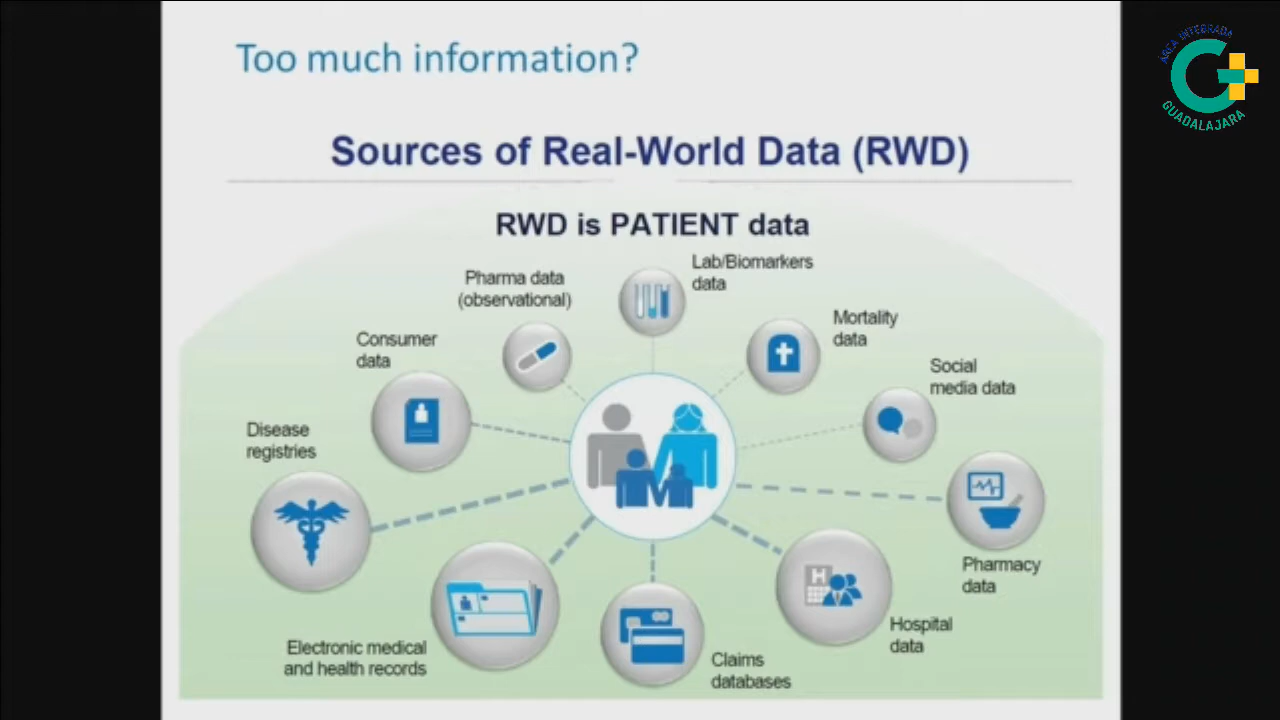 Too much information?
ÁREA INTEGRADA
GUADALAJARA
Sources of Real-World Data (RWD)
RWD is PATIENT data
Lab/Biomarkers
data
Pharma data
(observational)
Mortality
data
Consumer
data
Social
media data
Disease
registries
Pharmacy
data
H
Hospital
data
Electronic medical
and health records
Claims
databases